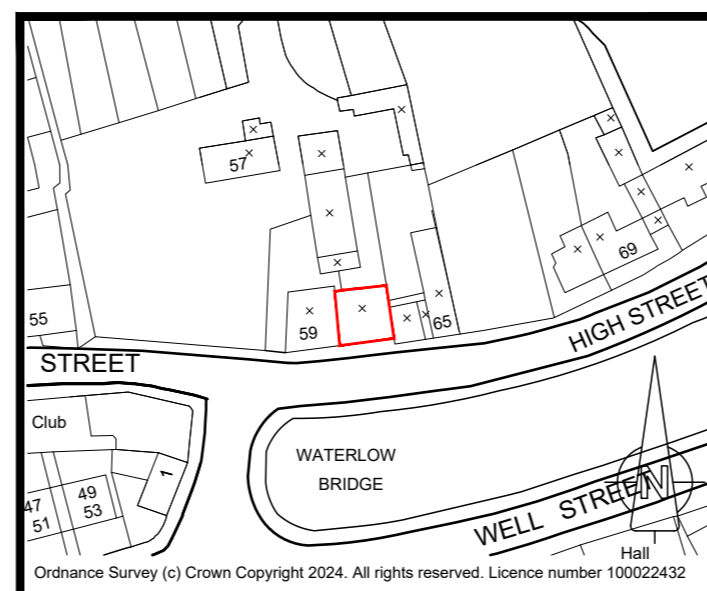 57
69
HIGH STREET
55
59
65
STREET
Club
1
WATERLOW
BRIDGE
N
47
49
51
53
WELL STREET
Hall
Ordnance Survey (c) Crown Copyright 2024. All rights reserved. Licence number 100022432